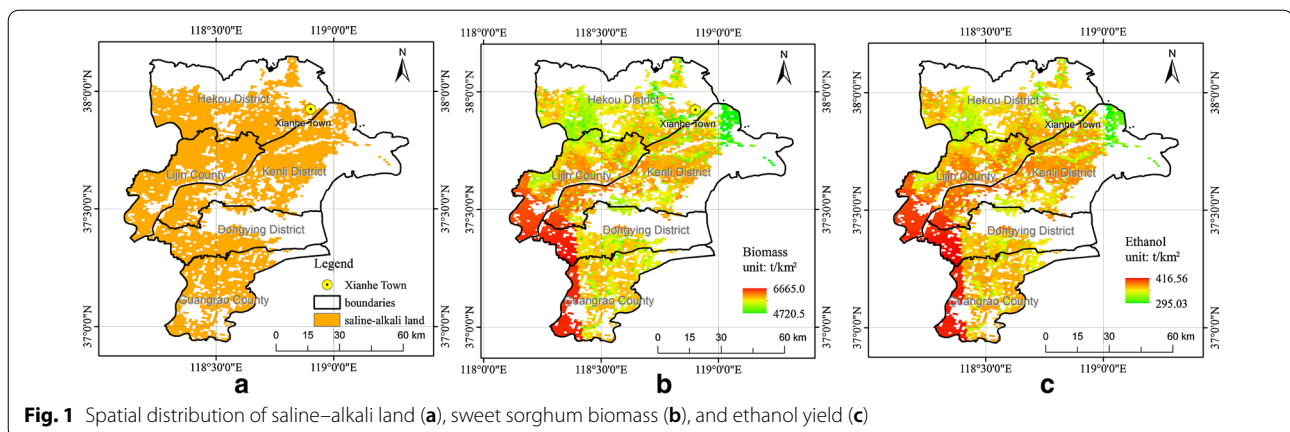 118°30'0"E 119°0'0"E
N
38°0'0"N
37°30'0"N
37°0'0"N
Hekou District
Xianhe Town
Lijin County
Kenli District
Dongying District
Guangrao County
Legend
Xianhe Town
boundaries
saline-alkali land
0 15 30 60 km
118°30'0"E 119°0'0"E
a
118°0'0"E 118°30'0"E 119°0'0"E
N
38°0'0"N
37°30'0"N
37°0'0"N
Hekou District
Xianhe Town
Lijin County
Kenli District
Dongying District
Guangrao County
Biomass
unit: t/km²
6665.0
4720.5
0 15 30 60 km
118°0'0"E 118°30'0"E 119°0'0"E
b
118°30'0"E 119°0'0"E
N
38°0'0"N
37°30'0"N
37°0'0"N
Hekou District
Xianhe Town
Lijin County
Kenli District
Dongying District
Guangrao County
Ethanol
unit: t/km²
416.56
295.03
0 15 30 60 km
118°30'0"E 119°0'0"E
c
Fig. 1 Spatial distribution of saline–alkali land (a), sweet sorghum biomass (b), and ethanol yield (c)